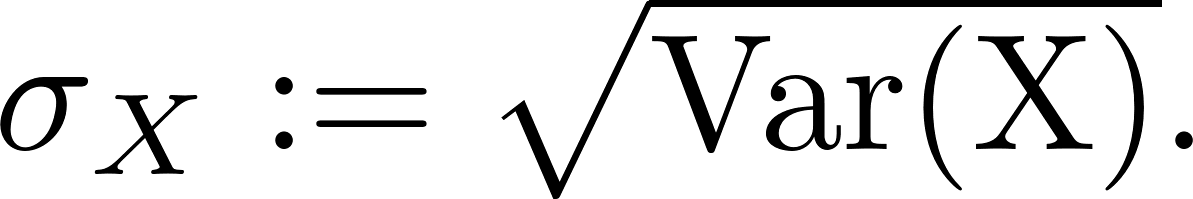 σ_X := √Var(X).